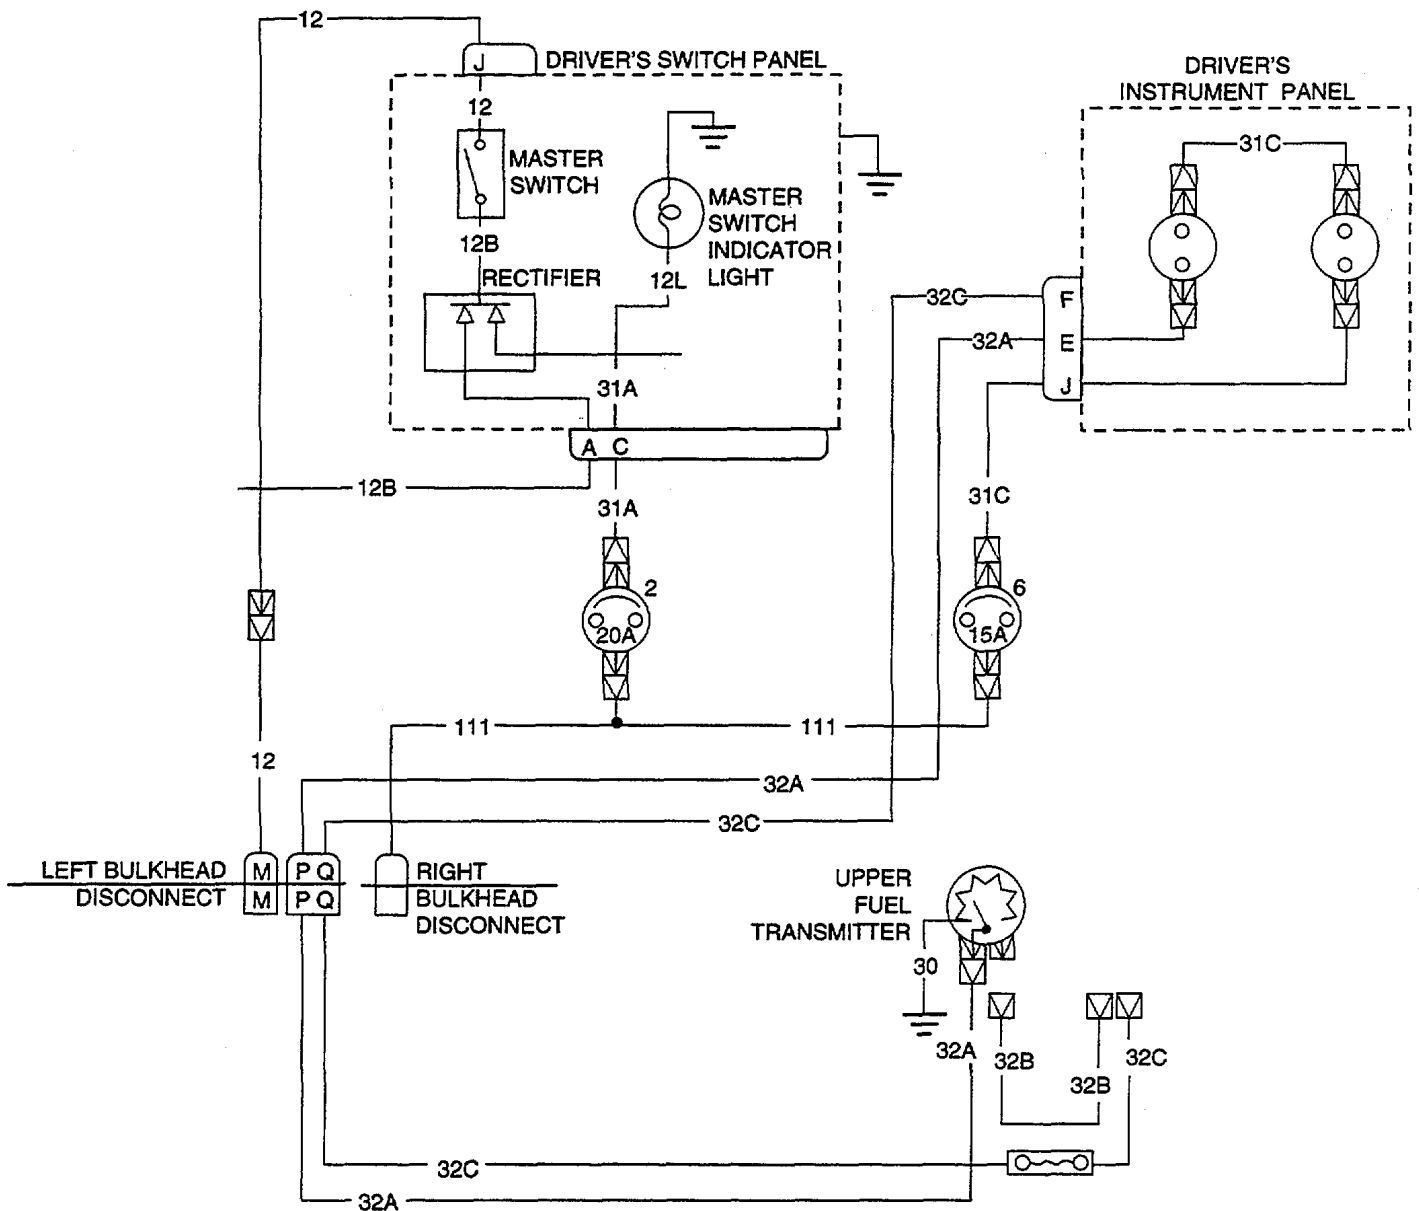 12
J
DRIVER'S SWITCH PANEL
DRIVER'S
INSTRUMENT PANEL
12
MASTER
SWITCH
31C
MASTER
SWITCH
INDICATOR
LIGHT
12B
RECTIFIER
12L
32C
F
32A
E
31A
J
A C
12B
31A
31C
2
20A
6
15A
111
111
12
32A
32C
LEFT BULKHEAD
DISCONNECT
M
M
P Q
P Q
RIGHT
BULKHEAD
DISCONNECT
UPPER
FUEL
TRANSMITTER
30
32A
32B
32B
32C
32C
32A